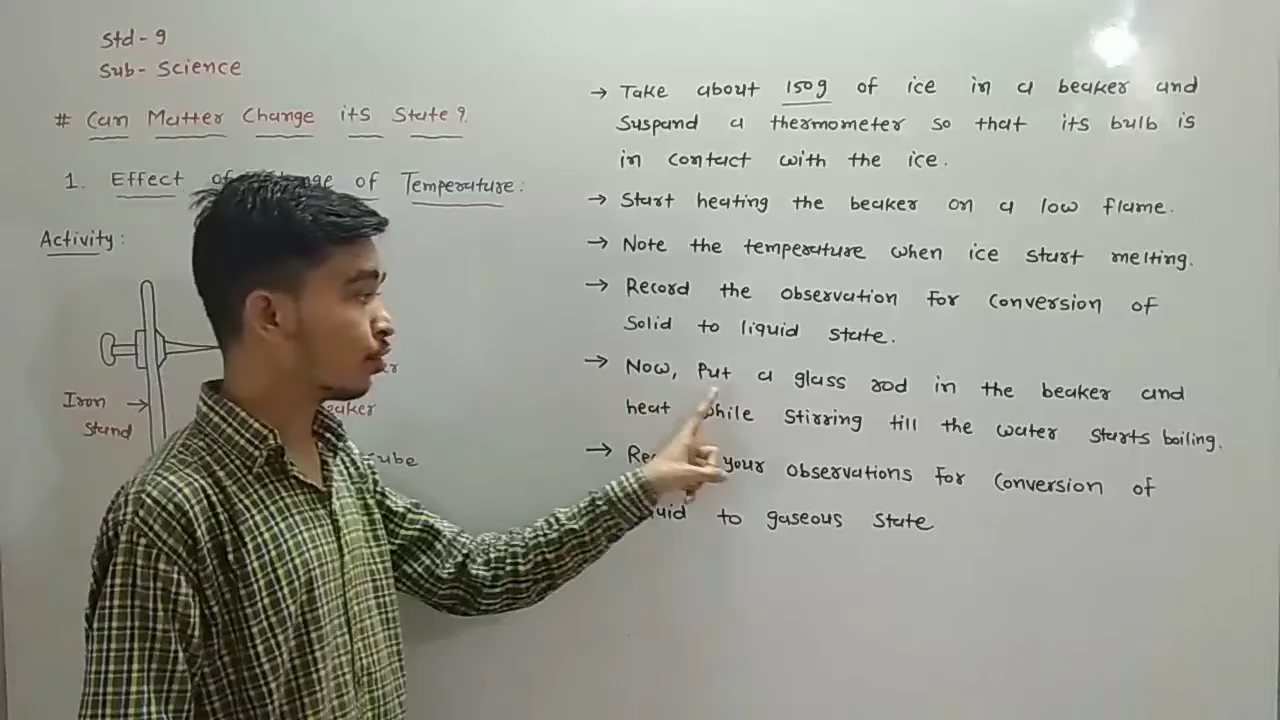 Std - 9
Sub - Science
# Can Matter Change its State ?
1. Effect of of Temperature:
Activity:
Iron
Stand
→ Take about 150g of ice in a beaker and
Suspand a thermometer so that its bulb is
in contact with the ice.
→ Start heating the beaker on a low flame.
→ Note the temperature when ice start melting.
→ Record the observation for conversion of
Solid to liquid state.
→ Now, Put a glass rod in the beaker and
heat while stirring till the water starts boiling.
→ your observations for conversion of
to gaseous state